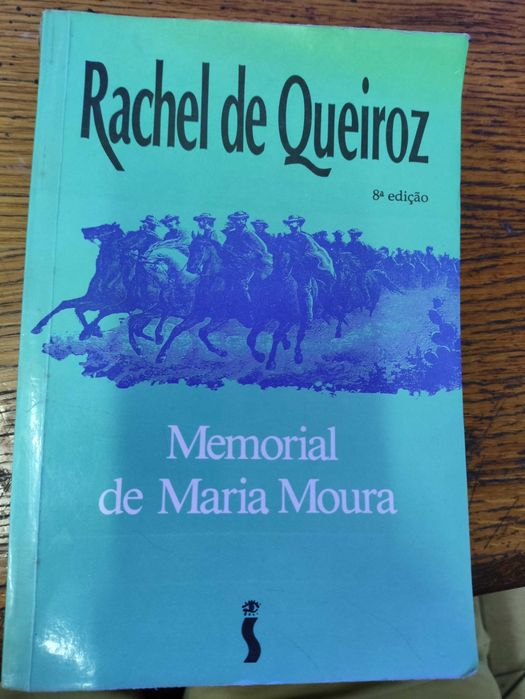 Rachel de Queiroz
8ª edição
Memorial
de Maria Moura
S